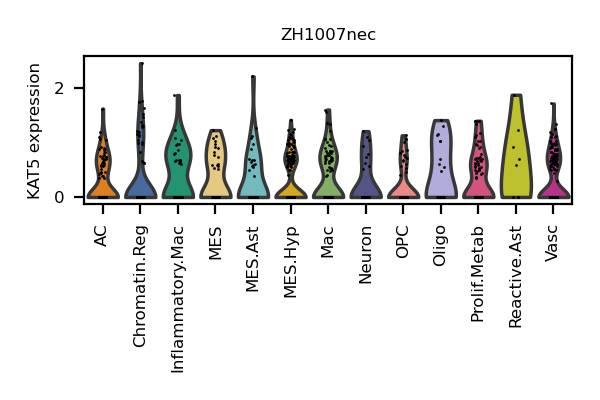 ZH1007nec
KAT5 expression
2
0
AC
Chromatin.Reg
Inflammatory.Mac
MES
MES.Ast
MES.Hyp
Mac
Neuron
OPC
Oligo
Prolif.Metab
Reactive.Ast
Vasc